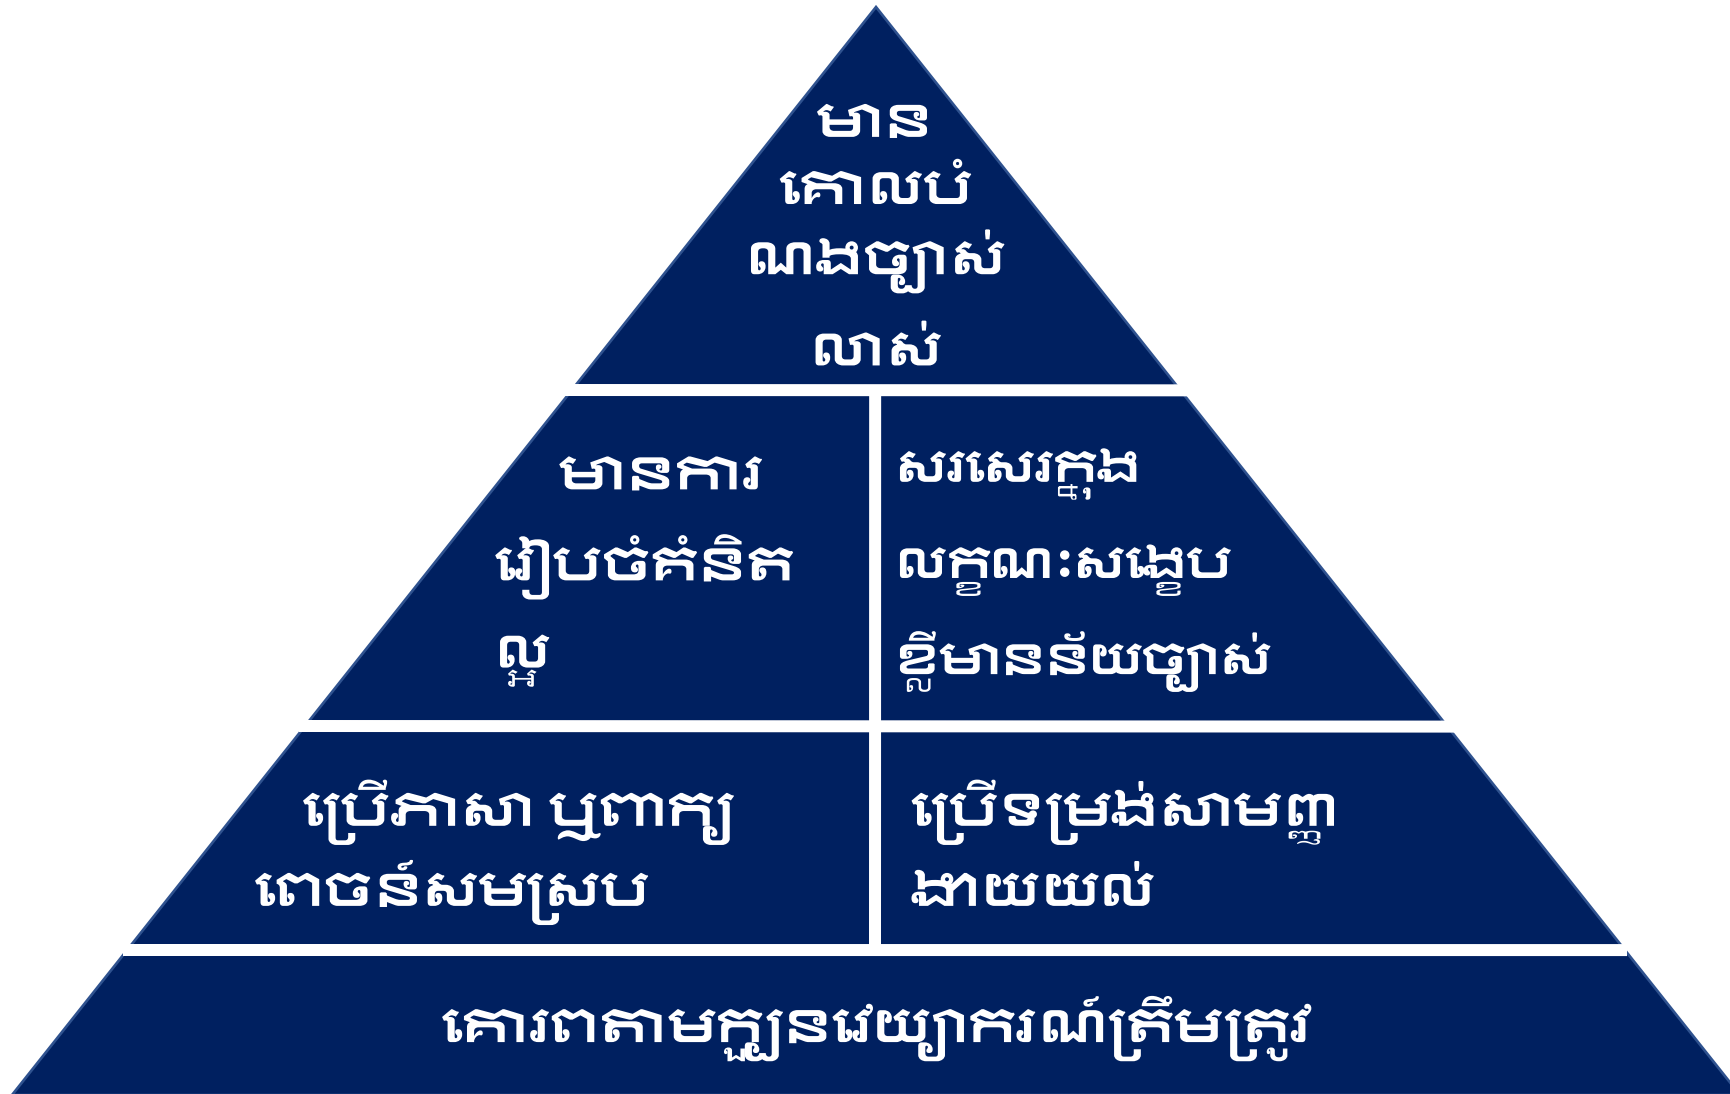 មាន
គោលបំ
ណងច្បាស់
លាស់
មានការ
រៀបចំគំនិត
ល្អ
សរសេរក្នុង
លក្ខណៈសង្ខេប
ខ្លីមានន័យច្បាស់
ប្រើភាសា ឬពាក្យ
ពេចន៍សមស្រប
ប្រើទម្រង់សាមញ្ញ
ងាយយល់
គោរពតាមក្បួនវេយ្យាករណ៍ត្រឹមត្រូវ